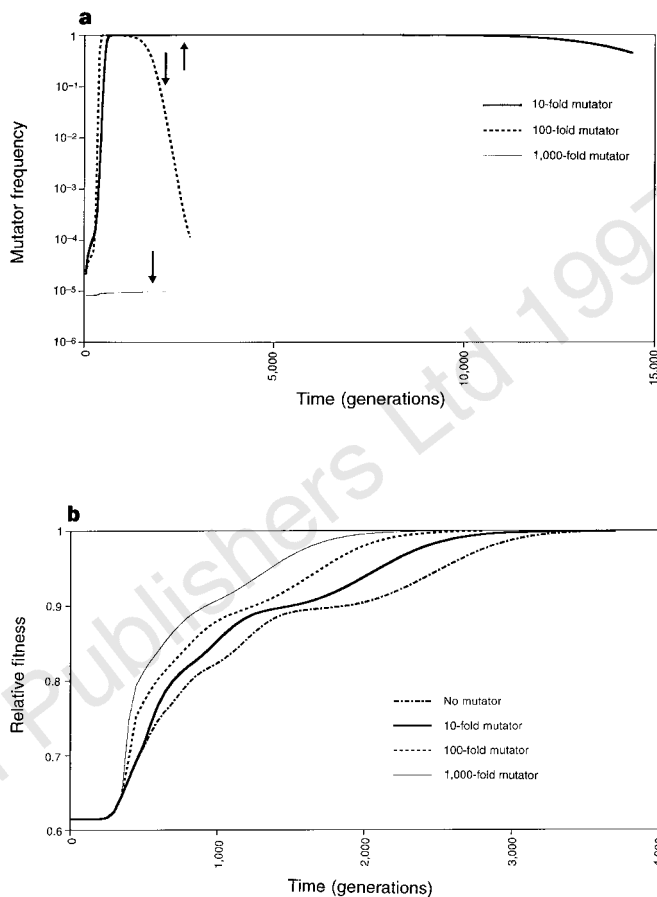 a
Mutator frequency
1
10⁻¹
10⁻²
10⁻³
10⁻⁴
10⁻⁵
10⁻⁶
10-fold mutator
100-fold mutator
1,000-fold mutator
0
5,000
10,000
15,000
Time (generations)
Publishers Ltd 1997
b
Relative fitness
1
0.9
0.8
0.7
0.6
No mutator
10-fold mutator
100-fold mutator
1,000-fold mutator
0
1,000
2,000
3,000
Time (generations)